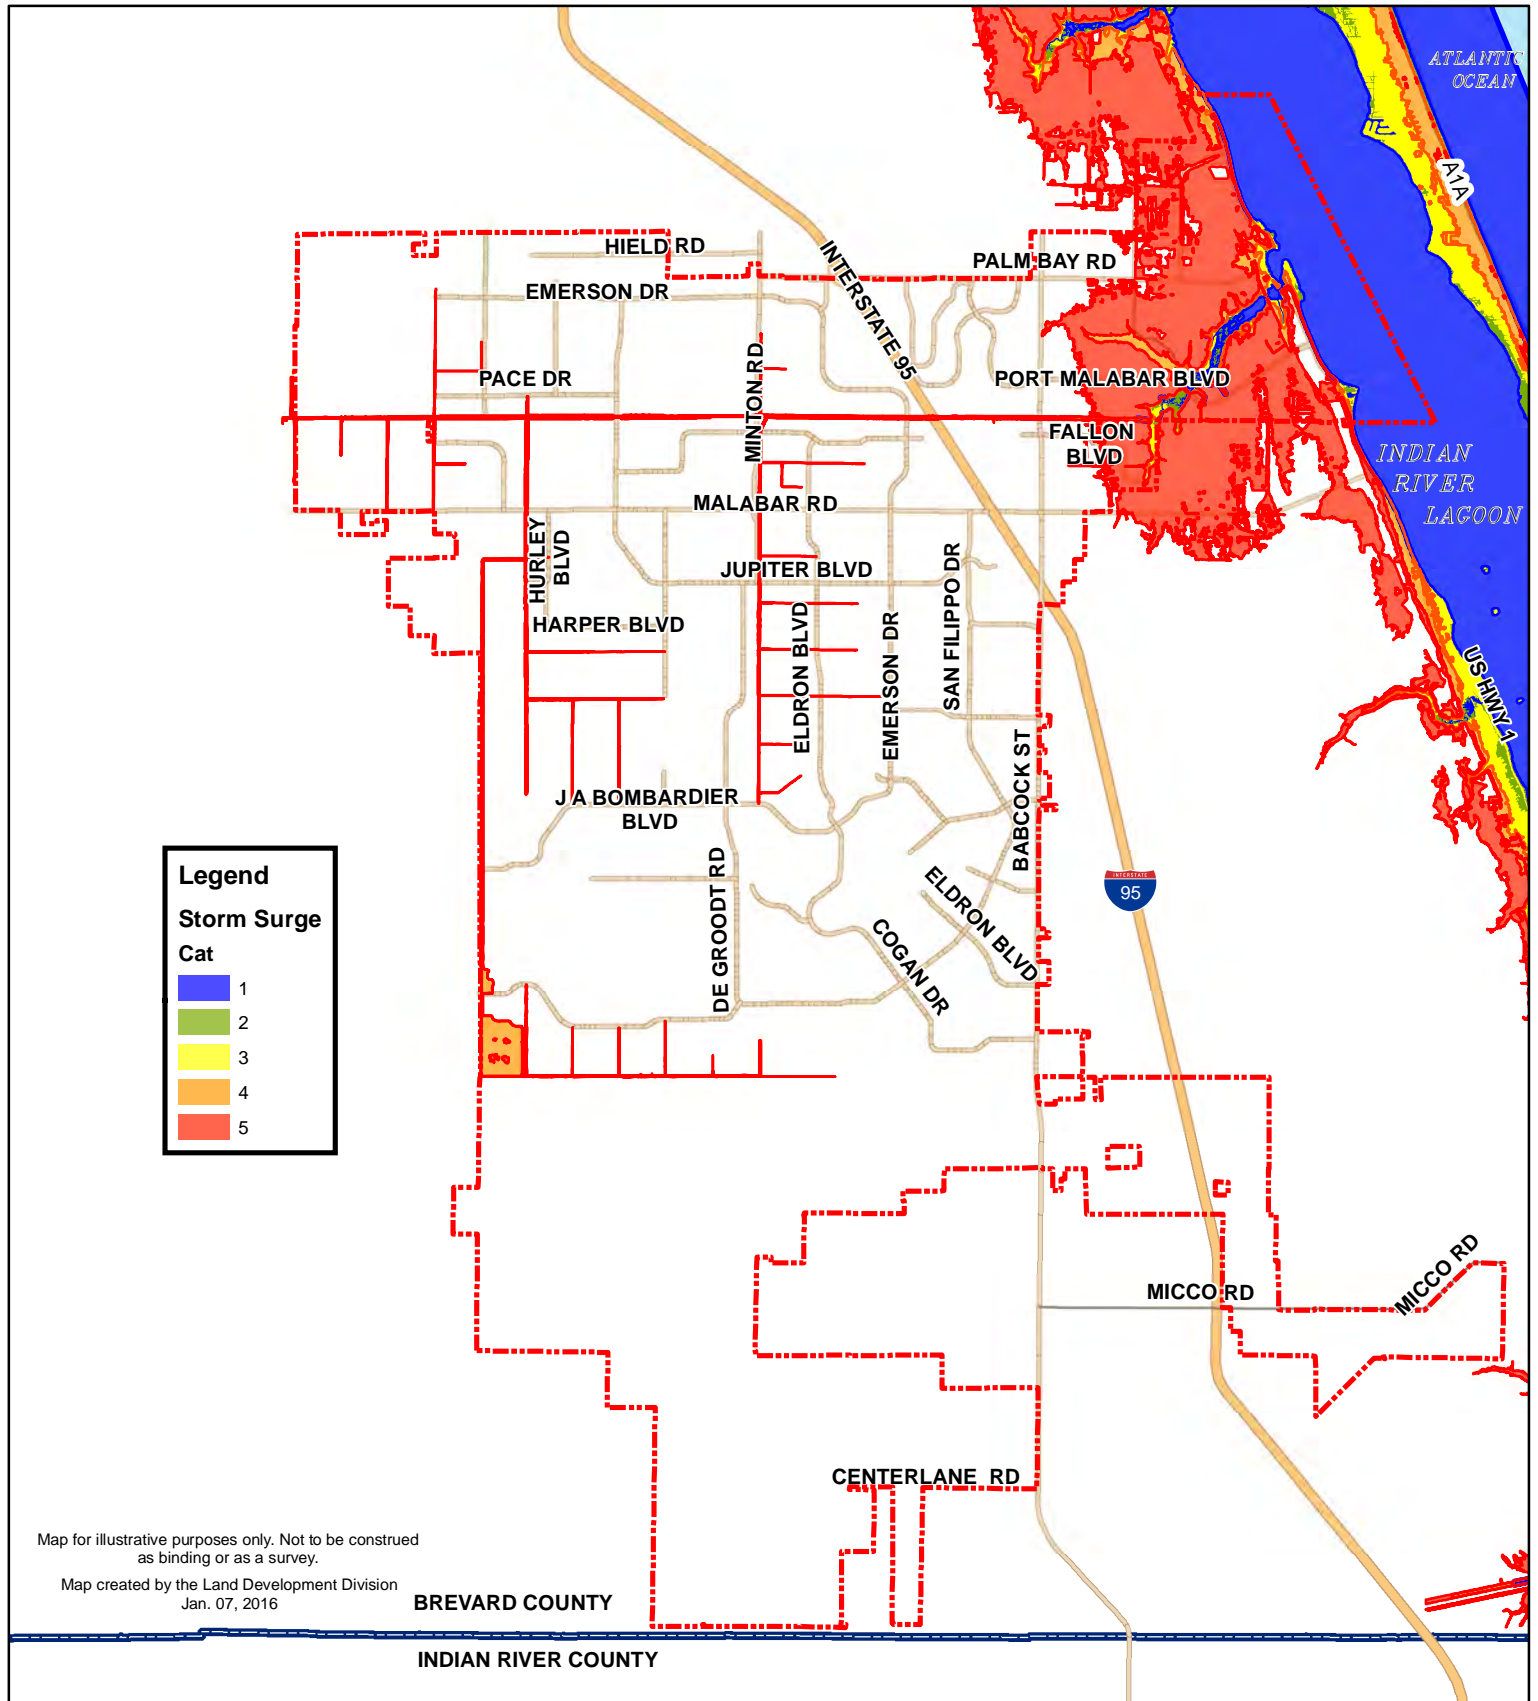 ATLANTIC
OCEAN
A1A
HIELD RD
PALM BAY RD
INTERSTATE 95
EMERSON DR
MINTON RD
PACE DR
PORT MALABAR BLVD
FALLON
BLVD
INDIAN
RIVER
LAGOON
MALABAR RD
HURLEY
BLVD
JUPITER BLVD
SAN FILIPPO DR
HARPER BLVD
ELDRON BLVD
EMERSON DR
US HWY 1
BABCOCK ST
J A BOMBARDIER
BLVD
DE GROODT RD
ELDRON BLVD
INTERSTATE
95
COGAN DR
Legend
Storm Surge
Cat
1
2
3
4
5
MICCO RD
MICCO RD
CENTERLANE RD
Map for illustrative purposes only. Not to be construed
as binding or as a survey.
Map created by the Land Development Division
Jan. 07, 2016
BREVARD COUNTY
INDIAN RIVER COUNTY